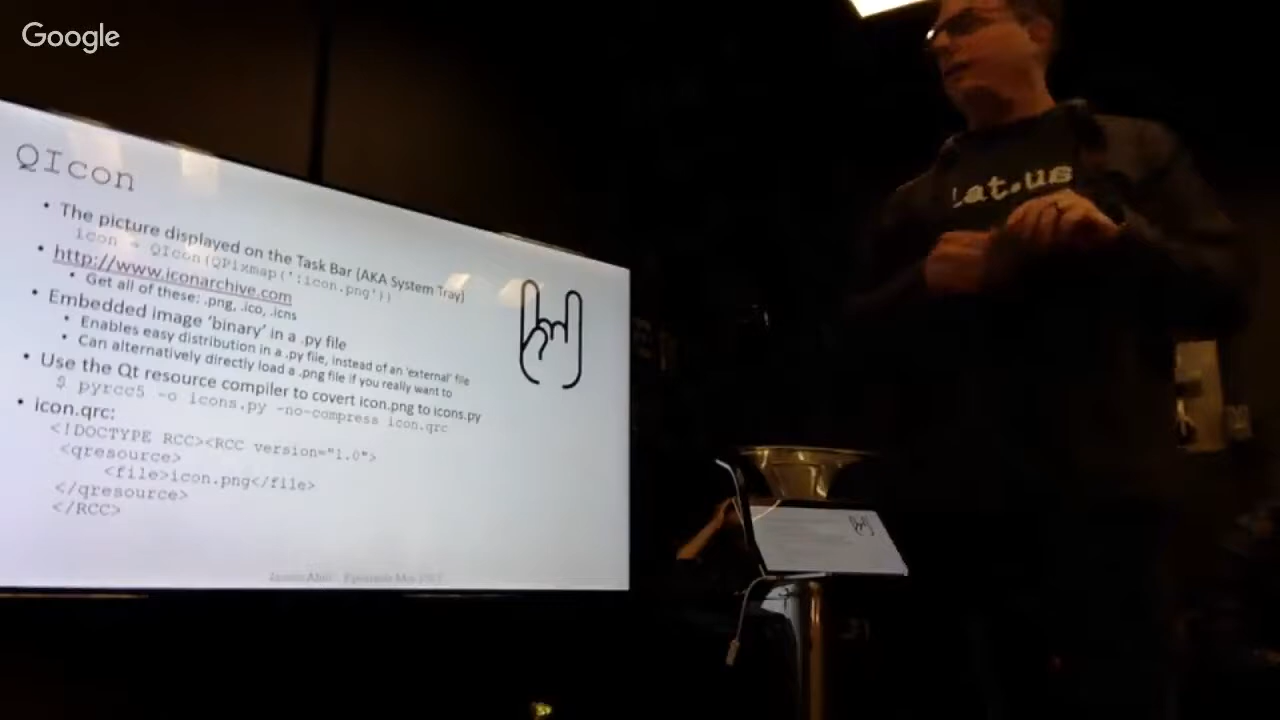 Google
QIcon
• The picture displayed on the Task Bar (AKA System Tray)
icon = QIcon(QPixmap(':icon.png'))
• http://www.iconarchive.com
• Get all of these: .png, .ico, .icns
• Embedded image 'binary' in a .py file
• Enables easy distribution in a .py file, instead of an 'external' file
• Can alternatively directly load a .png file if you really want to
• Use the Qt resource compiler to covert icon.png to icons.py
$ pyrcc5 -o icons.py -no-compress icon.qrc
• icon.qrc:
<!DOCTYPE RCC><RCC version="1.0">
<qresource>
<file>icon.png</file>
</qresource>
</RCC>
lat.us